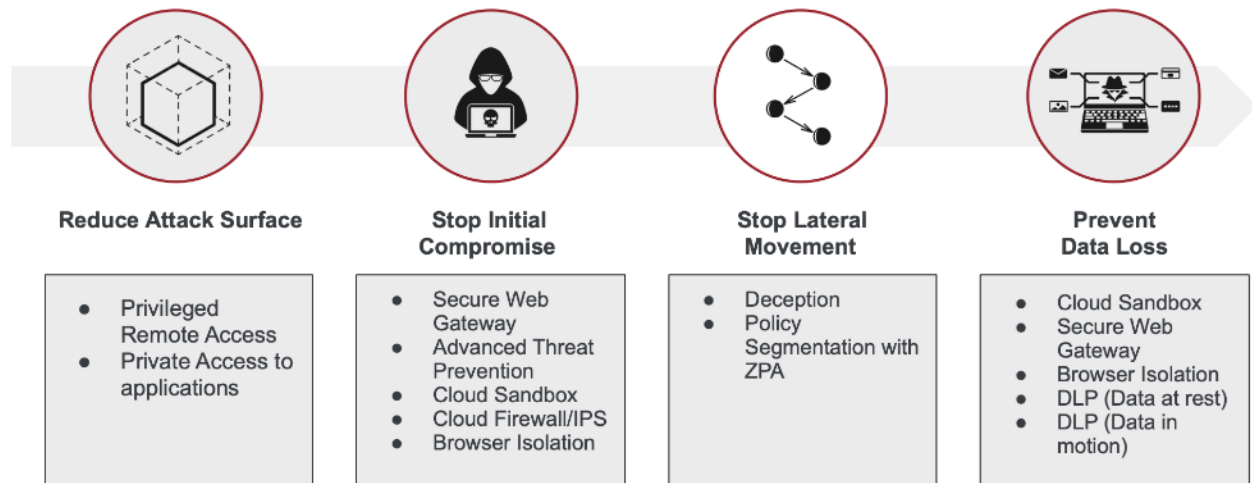 Reduce Attack Surface
Stop Initial
Compromise
Stop Lateral
Movement
Prevent
Data Loss
● Privileged
Remote Access
● Private Access to
applications
● Secure Web
Gateway
● Advanced Threat
Prevention
● Cloud Sandbox
● Cloud Firewall/IPS
● Browser Isolation
● Deception
● Policy
Segmentation with
ZPA
● Cloud Sandbox
● Secure Web
Gateway
● Browser Isolation
● DLP (Data at rest)
● DLP (Data in
motion)